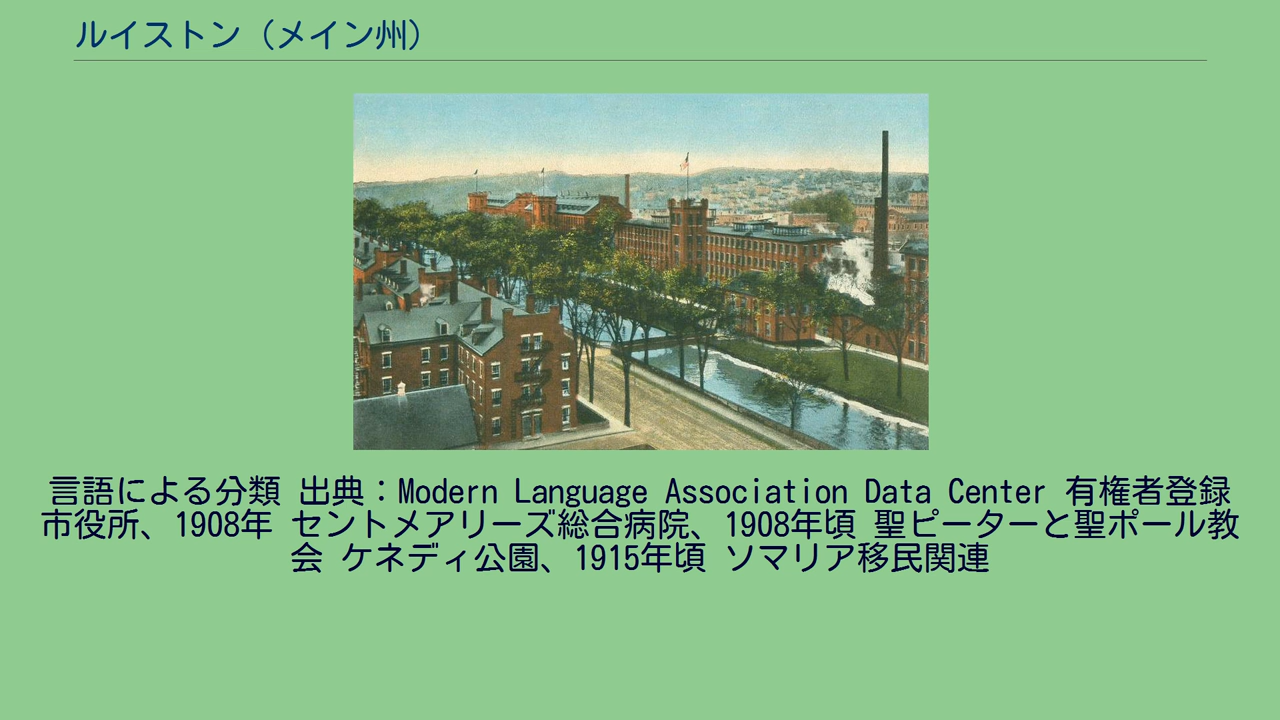 ルイストン（メイン州）
言語による分類 出典：Modern Language Association Data Center 有権者登録
市役所、1908年 セントメアリーズ総合病院、1908年頃 聖ピーターと聖ポール教
会 ケネディ公園、1915年頃 ソマリア移民関連